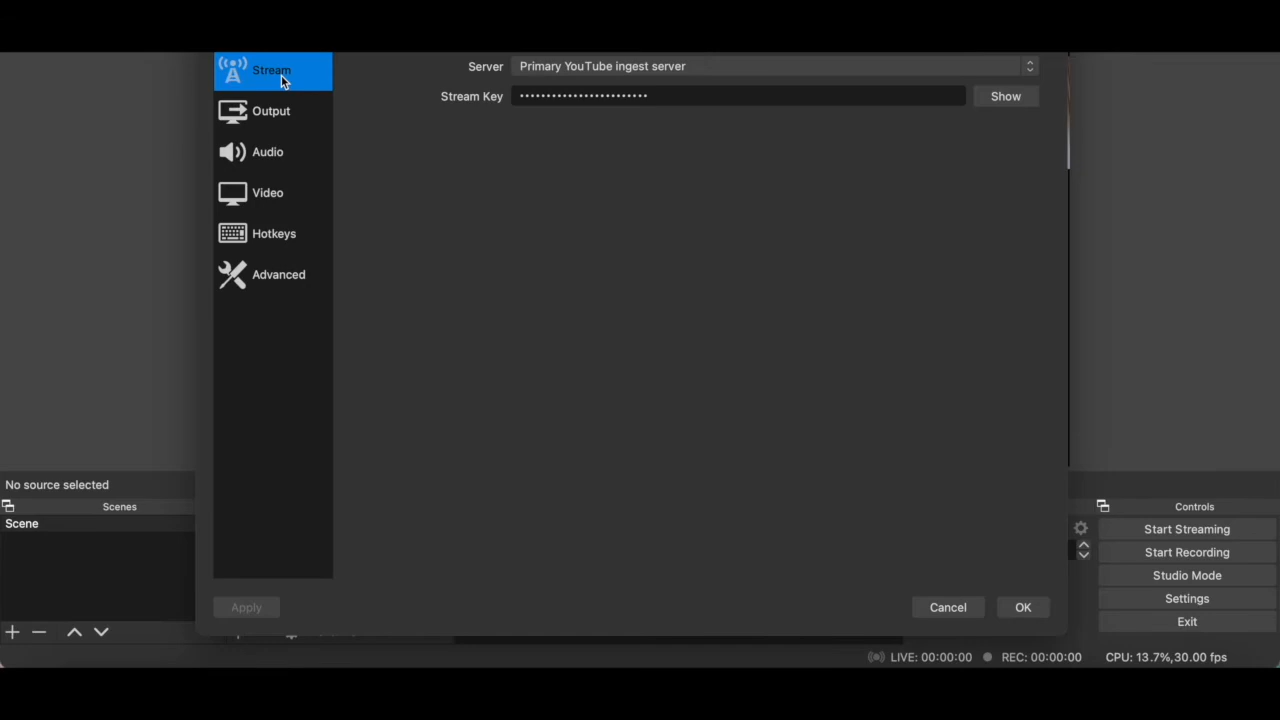 Stream
Server
Primary YouTube ingest server
Stream Key
••••••••••••••••••••••••
Show
Output
Audio
Video
Hotkeys
Advanced
No source selected
Scenes
Scene
Controls
Start Streaming
Start Recording
Studio Mode
Settings
Exit
Apply
Cancel
OK
LIVE: 00:00:00
REC: 00:00:00
CPU: 13.7%,30.00 fps